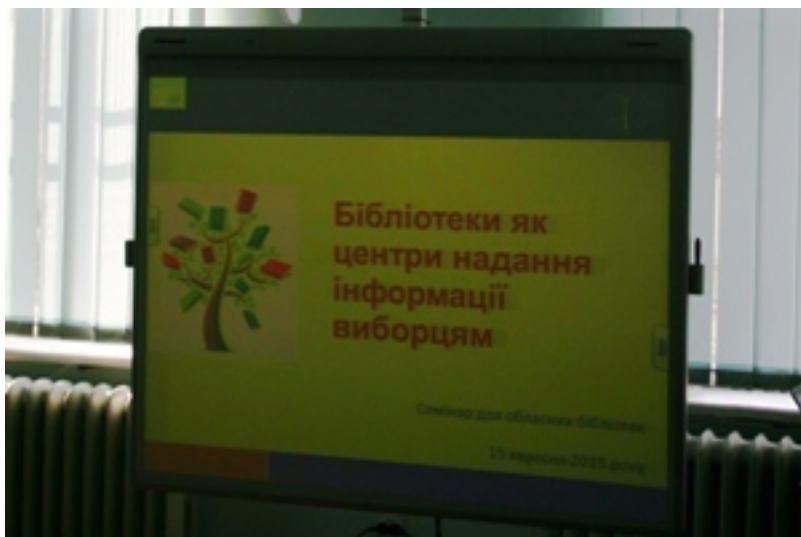 Бібліотеки як
центри надання
інформації
виборцям
Семінар для обласних бібліотек
15 вересня 2015 року